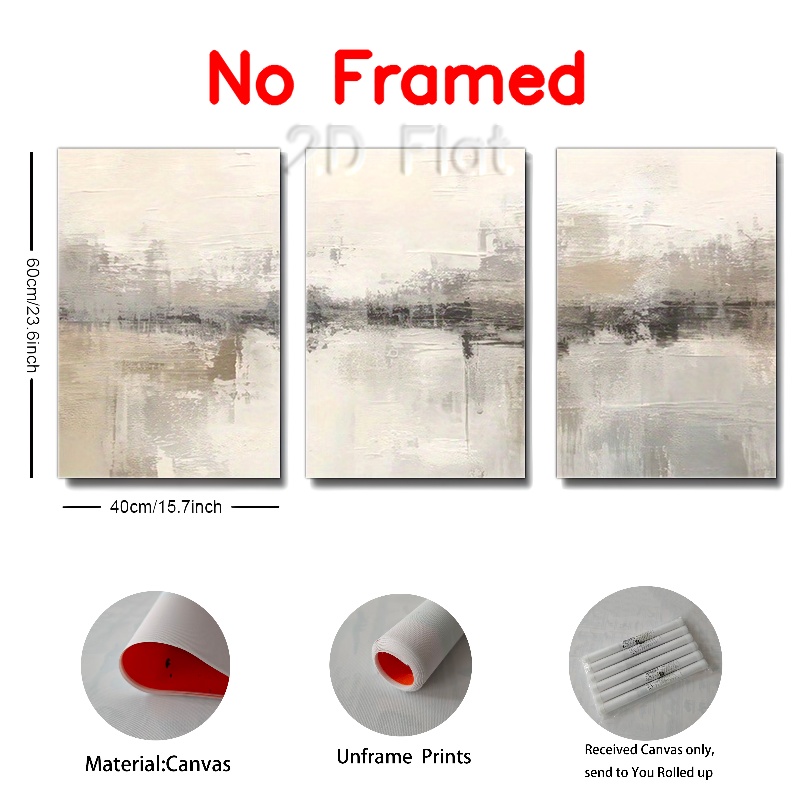 No Framed
2D Flat
60cm/23.6inch
40cm/15.7inch
Material:Canvas
Unframe Prints
Received Canvas only,
send to You Rolled up